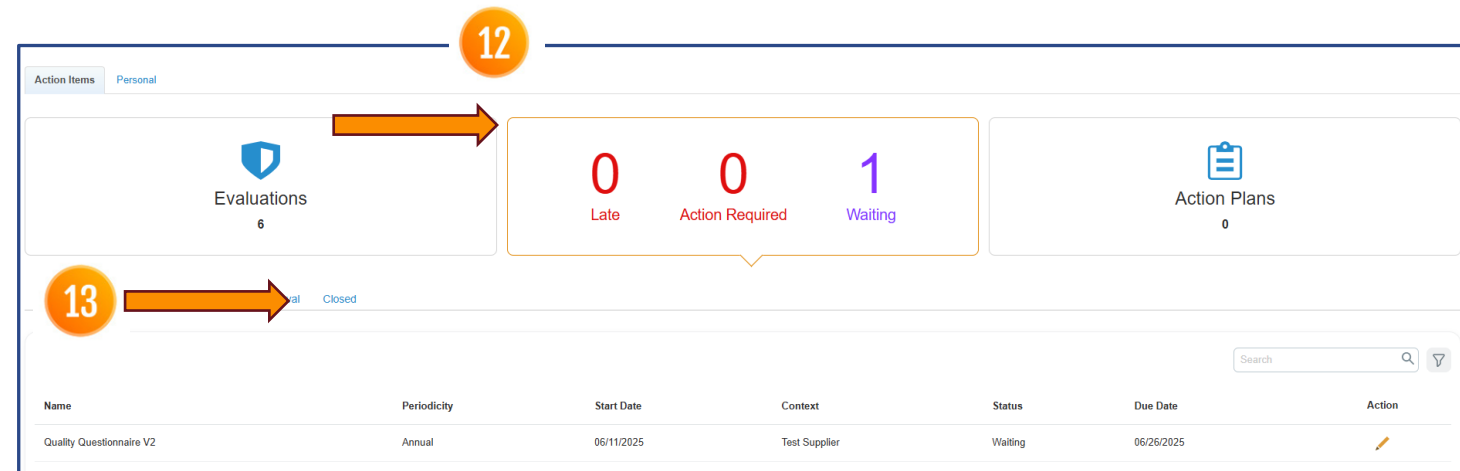 12
Action Items Personal
Evaluations
6
0 0 1
Late Action Required Waiting
Action Plans
0
13
Closed
Search
Name Periodicity Start Date Context Status Due Date Action
Quality Questionnaire V2 Annual 06/11/2025 Test Supplier Waiting 06/26/2025